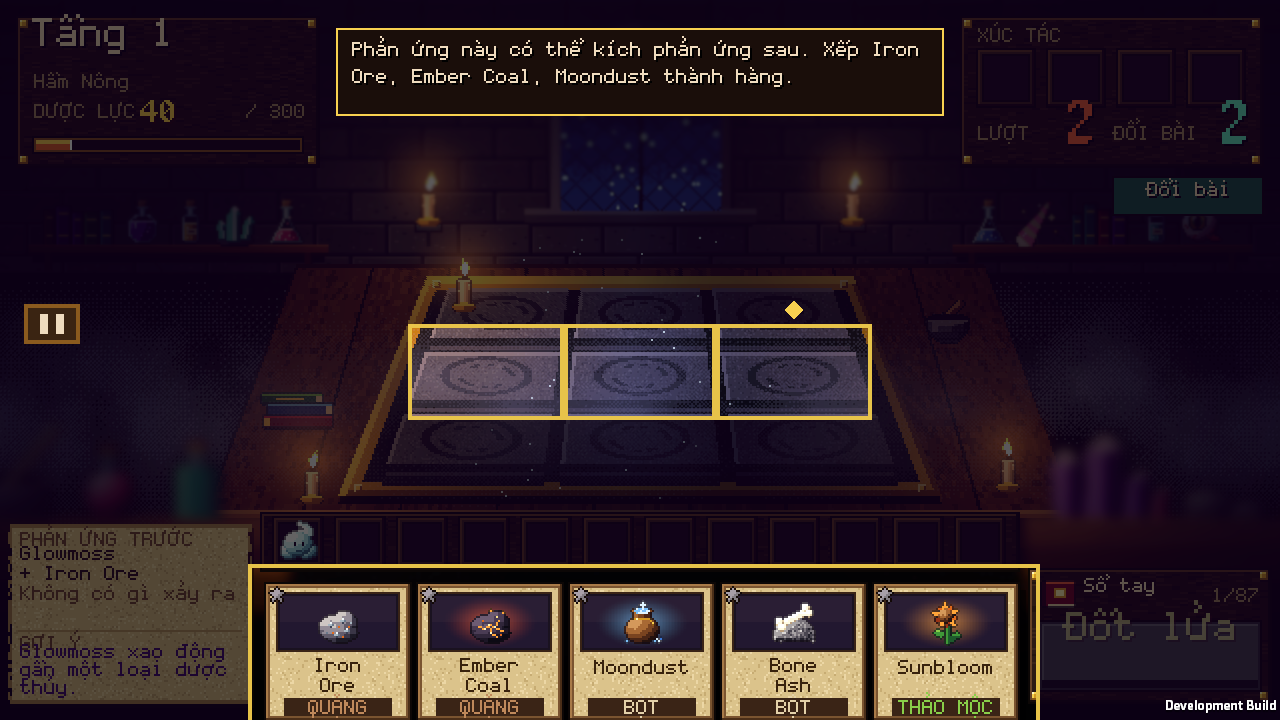 Tầng 1
Hầm Nông
DƯỢC LỰC 40 / 300
Phản ứng này có thể kích phản ứng sau. Xếp Iron
Ore, Ember Coal, Moondust thành hàng.
XÚC TÁC
LƯỢT 2 ĐỔI BÀI 2
Đổi bài
PHẢN ỨNG TRƯỚC
Glowmoss
+ Iron Ore
Không có gì xảy ra
GỢI Ý
Glowmoss xao động
gần một loại dược
thủy.
Iron
Ore
QUẶNG
Ember
Coal
QUẶNG
Moondust
BỘT
Bone
Ash
BỘT
Sunbloom
THẢO MỘC
Sổ tay
1/87
Đốt lửa
Development Build